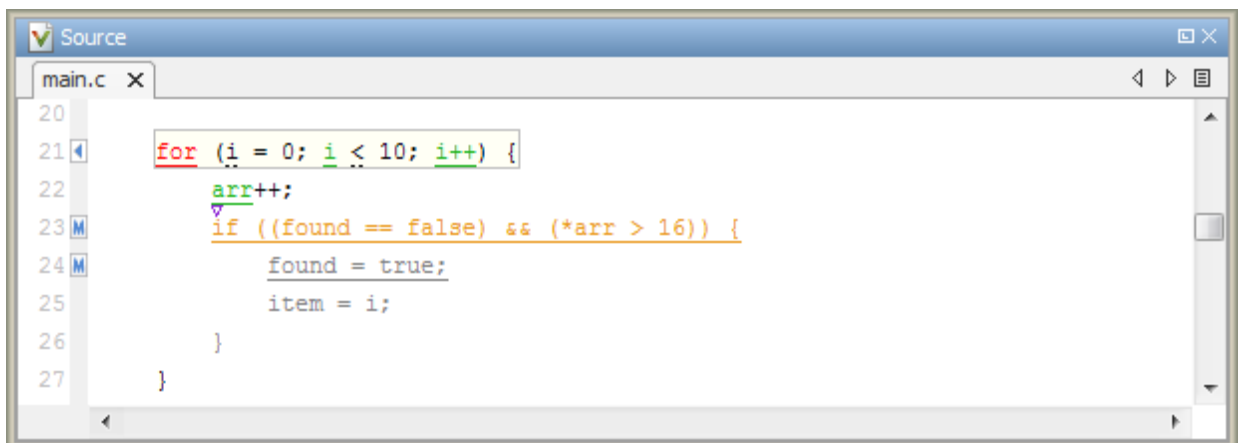 Source
main.c
20
21 for (i = 0; i < 10; i++) {
22 arr++;
23 M if ((found == false) && (*arr > 16)) {
24 M found = true;
25 item = i;
26 }
27 }